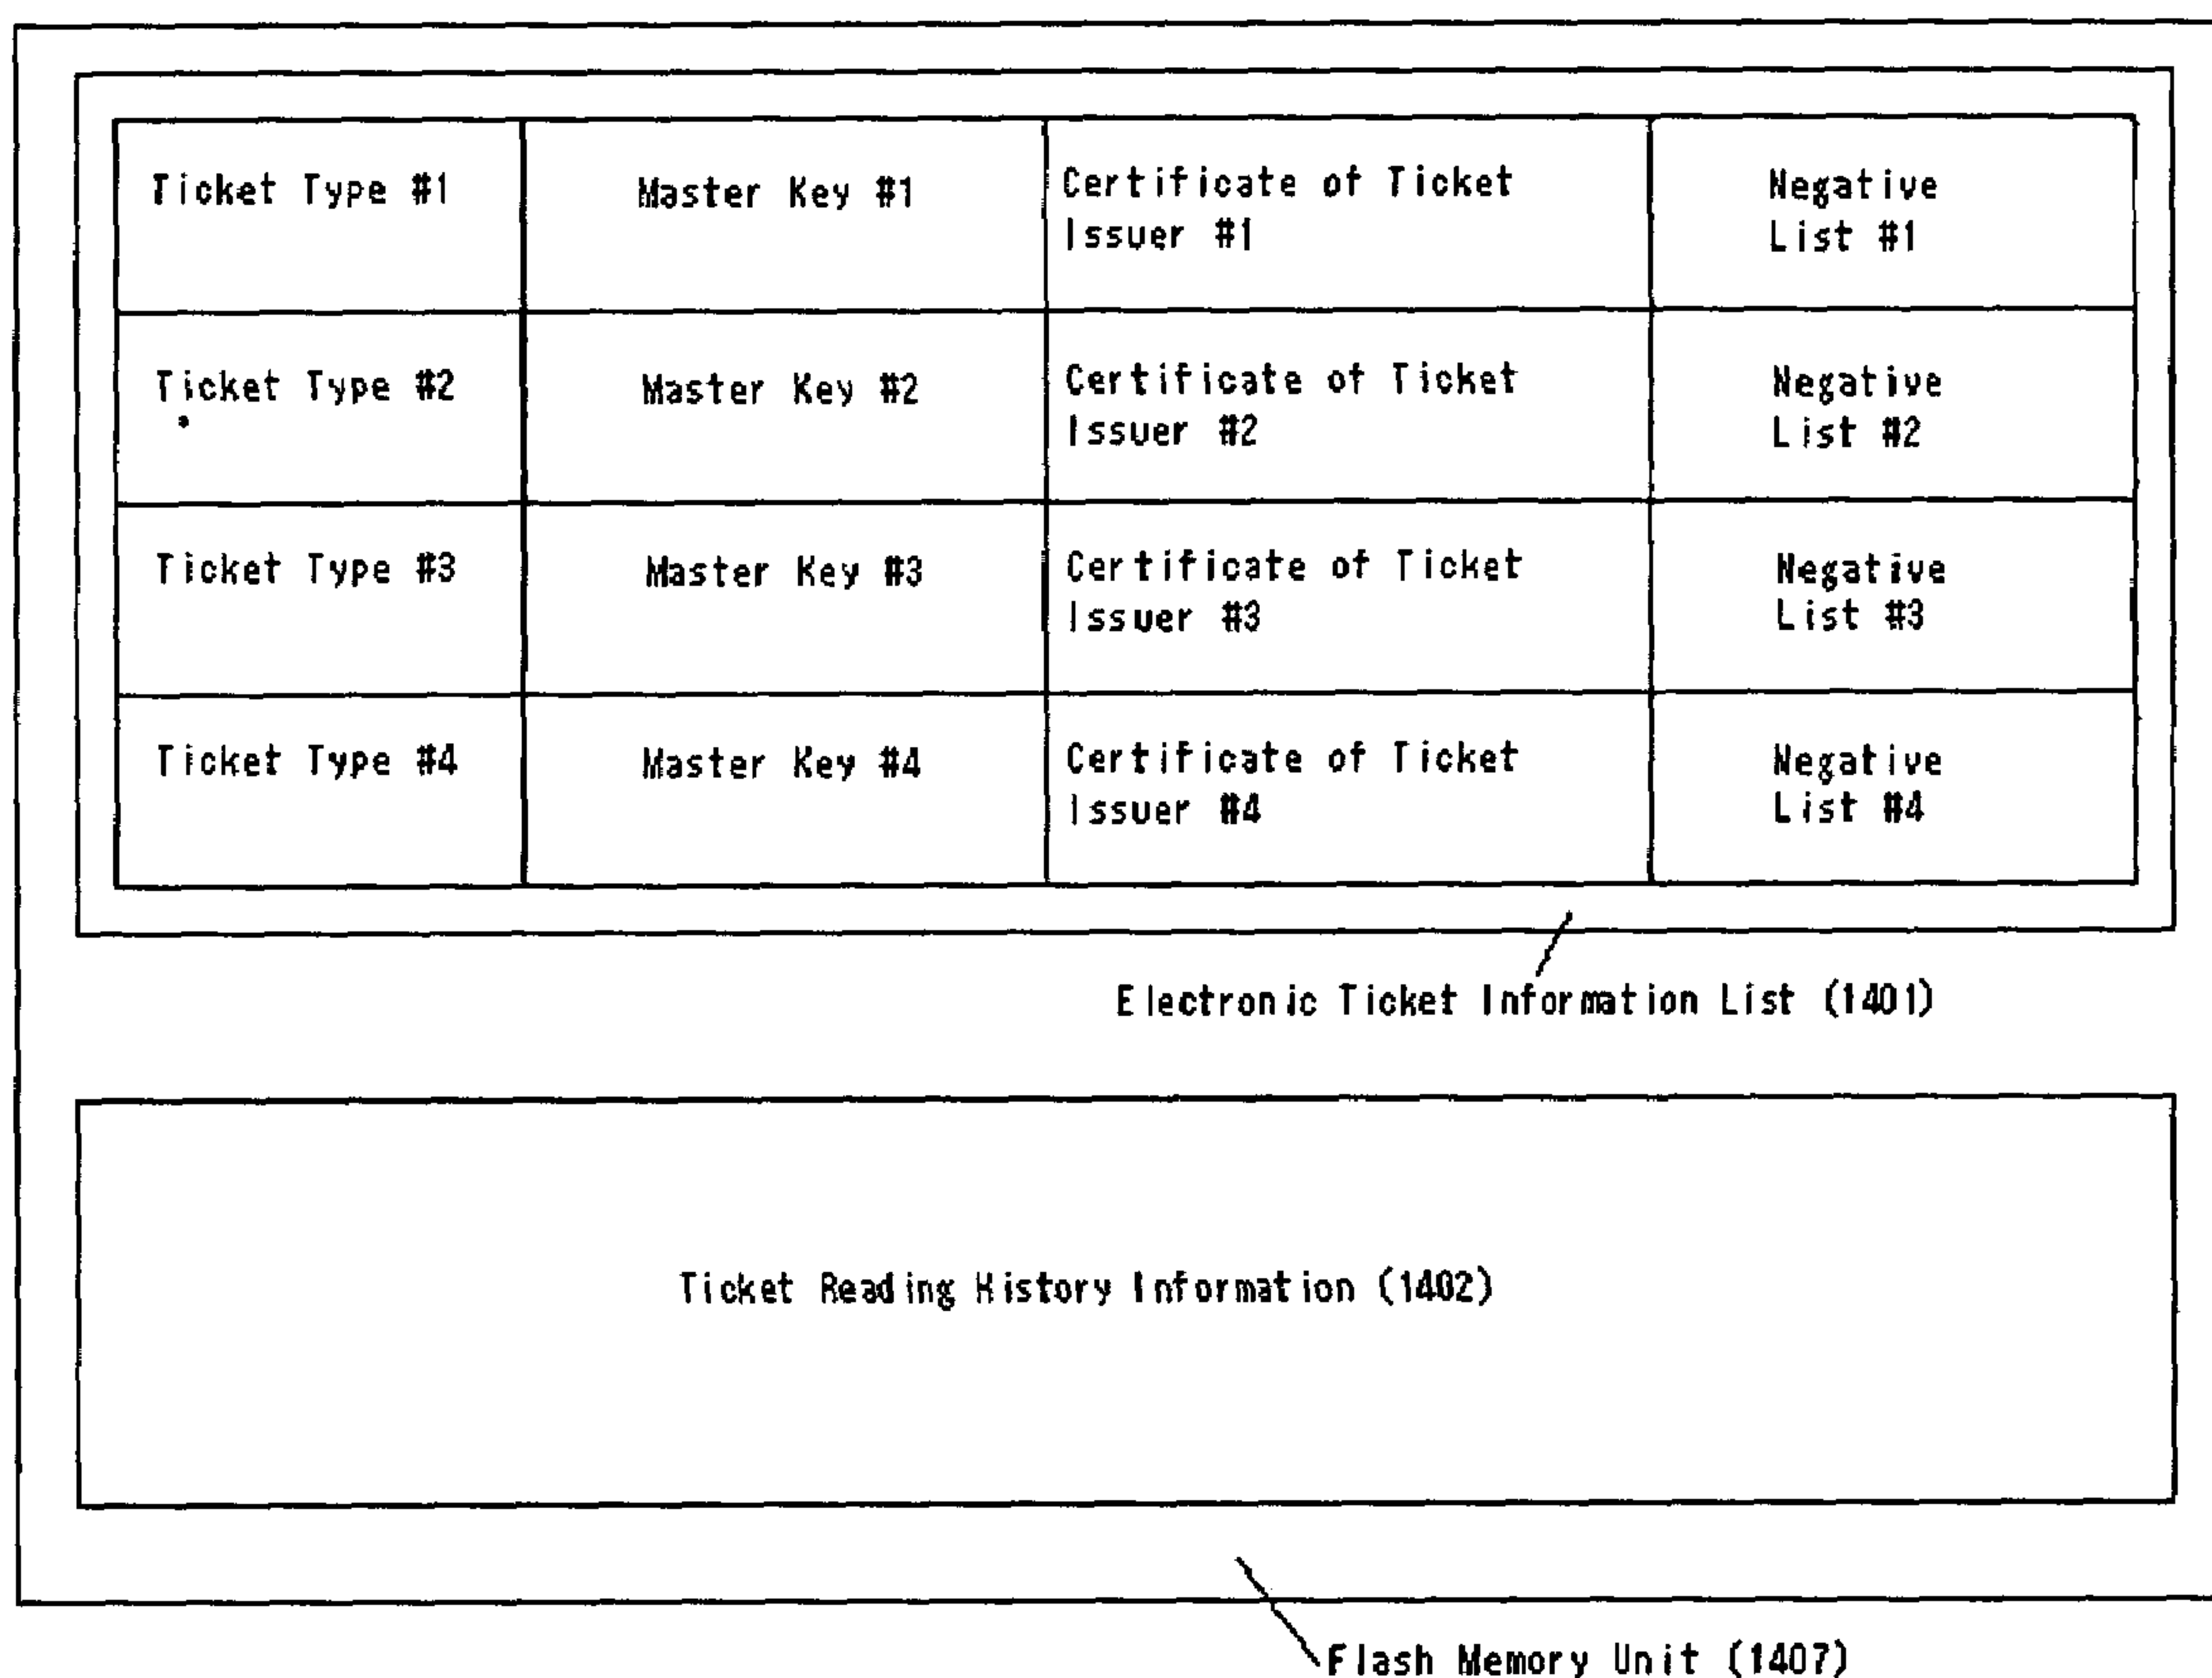 Ticket Type #1
Master Key #1
Certificate of Ticket
Issuer #1
Negative
List #1
Ticket Type #2
Master Key #2
Certificate of Ticket
Issuer #2
Negative
List #2
Ticket Type #3
Master Key #3
Certificate of Ticket
Issuer #3
Negative
List #3
Ticket Type #4
Master Key #4
Certificate of Ticket
Issuer #4
Negative
List #4
Electronic Ticket Information List (1401)
Ticket Reading History Information (1402)
Flash Memory Unit (1407)